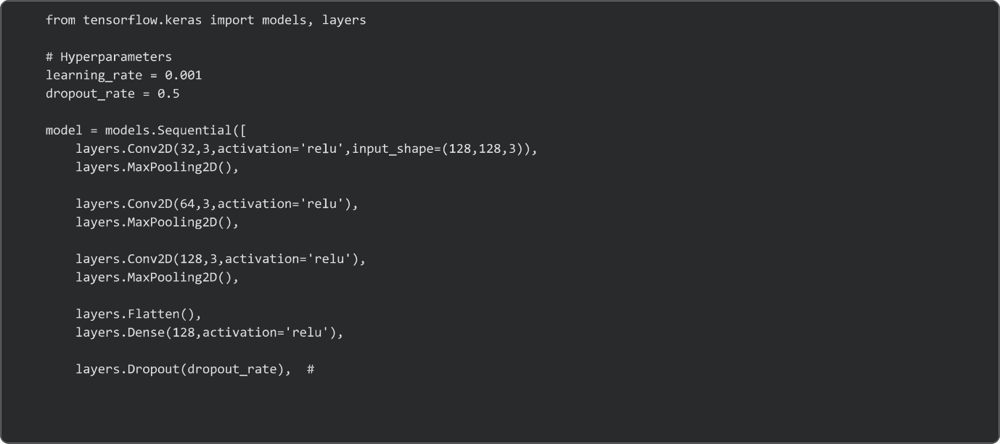 from tensorflow.keras import models, layers
# Hyperparameters
learning_rate = 0.001
dropout_rate = 0.5
model = models.Sequential([
layers.Conv2D(32,3,activation='relu',input_shape=(128,128,3)),
layers.MaxPooling2D(),
layers.Conv2D(64,3,activation='relu'),
layers.MaxPooling2D(),
layers.Conv2D(128,3,activation='relu'),
layers.MaxPooling2D(),
layers.Flatten(),
layers.Dense(128,activation='relu'),
layers.Dropout(dropout_rate),  #